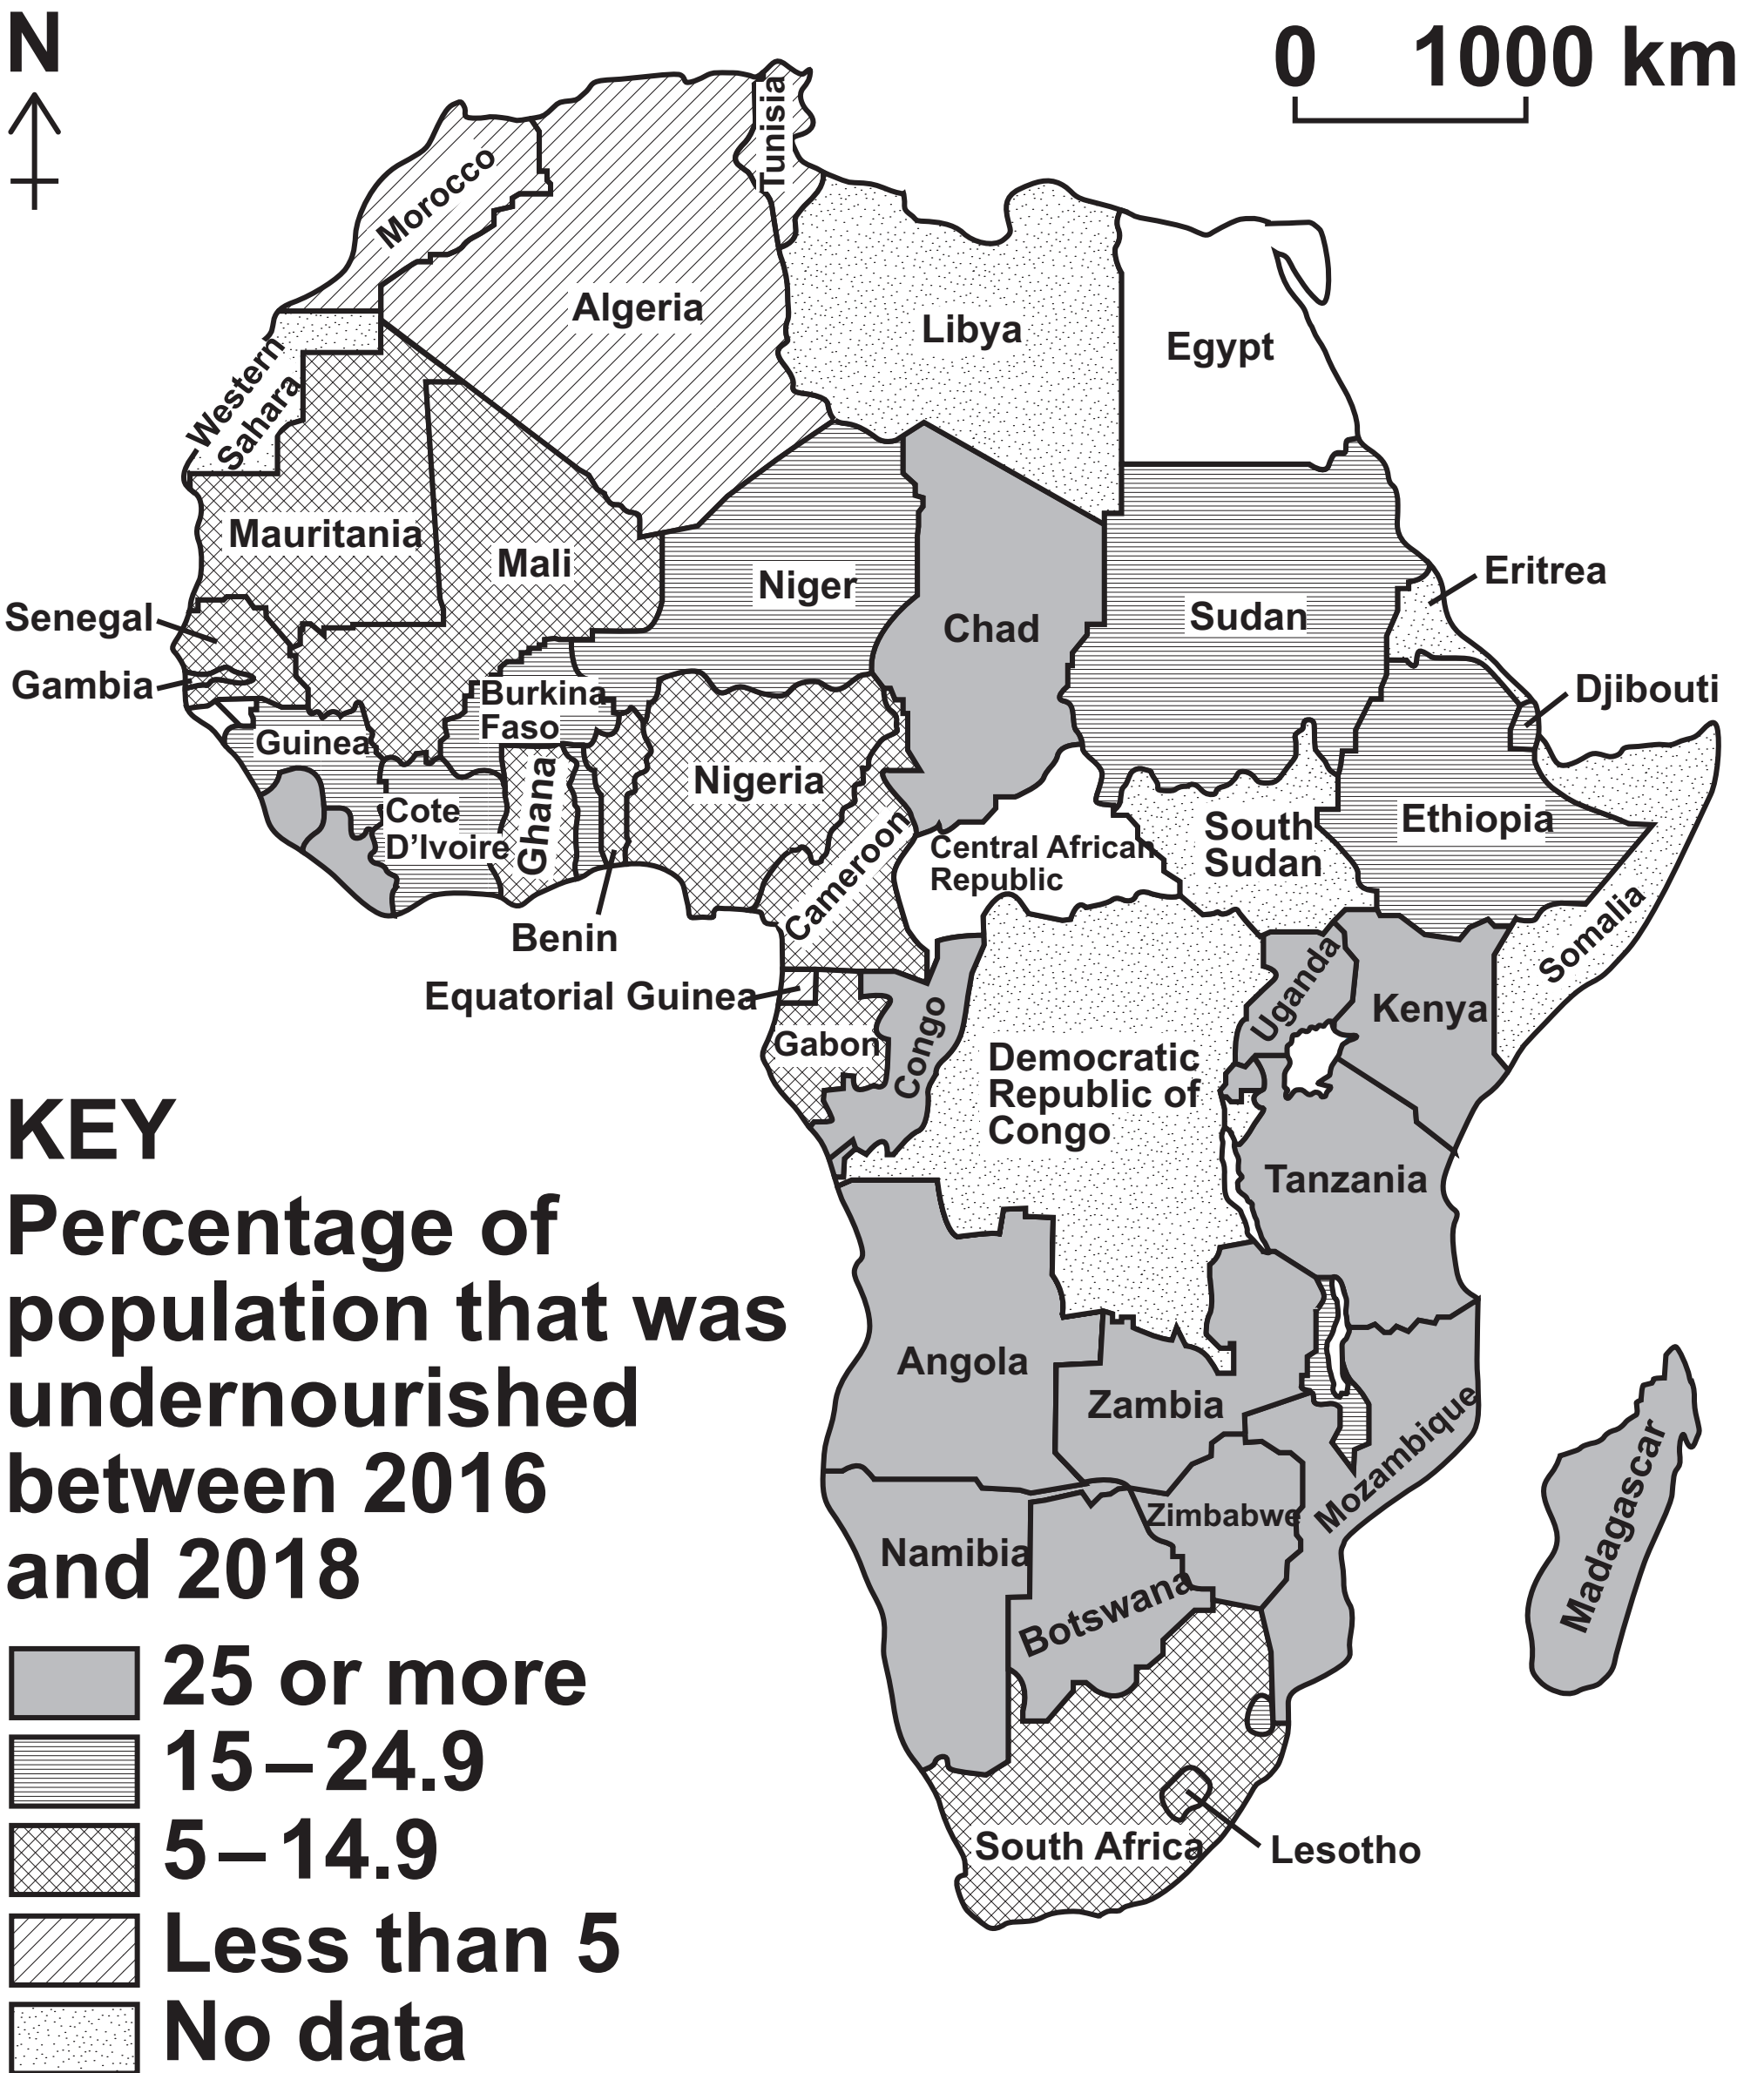 N
0 1000 km
Tunisia
Morocco
Algeria
Libya
Egypt
Western
Sahara
Mauritania
Mali
Niger
Chad
Sudan
Eritrea
Senegal
Gambia
Djibouti
Burkina
Faso
Guinea
Nigeria
Cote
D’Ivoire
Ghana
Cameroon
Central African
Republic
South
Sudan
Ethiopia
Somalia
Benin
Equatorial Guinea
Gabon
Congo
Uganda
Kenya
Democratic
Republic of
Congo
Tanzania
Angola
Zambia
Mozambique
Madagascar
Zimbabwe
Namibia
Botswana
South Africa
Lesotho
KEY
Percentage of
population that was
undernourished
between 2016
and 2018
25 or more
15–24.9
5–14.9
Less than 5
No data